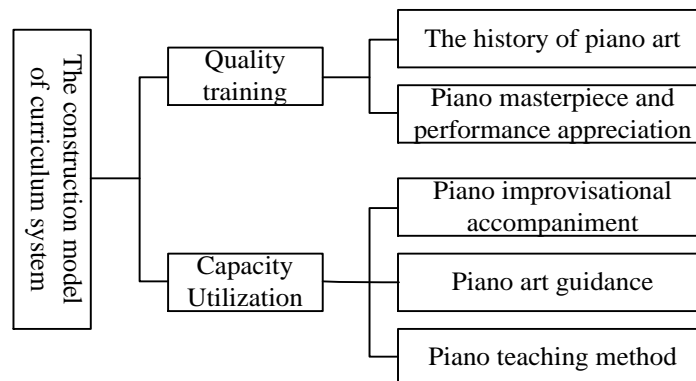 The construction model
of curriculum system
Quality
training
The history of piano art
Piano masterpiece and
performance appreciation
Capacity
Utilization
Piano improvisational
accompaniment
Piano art guidance
Piano teaching method